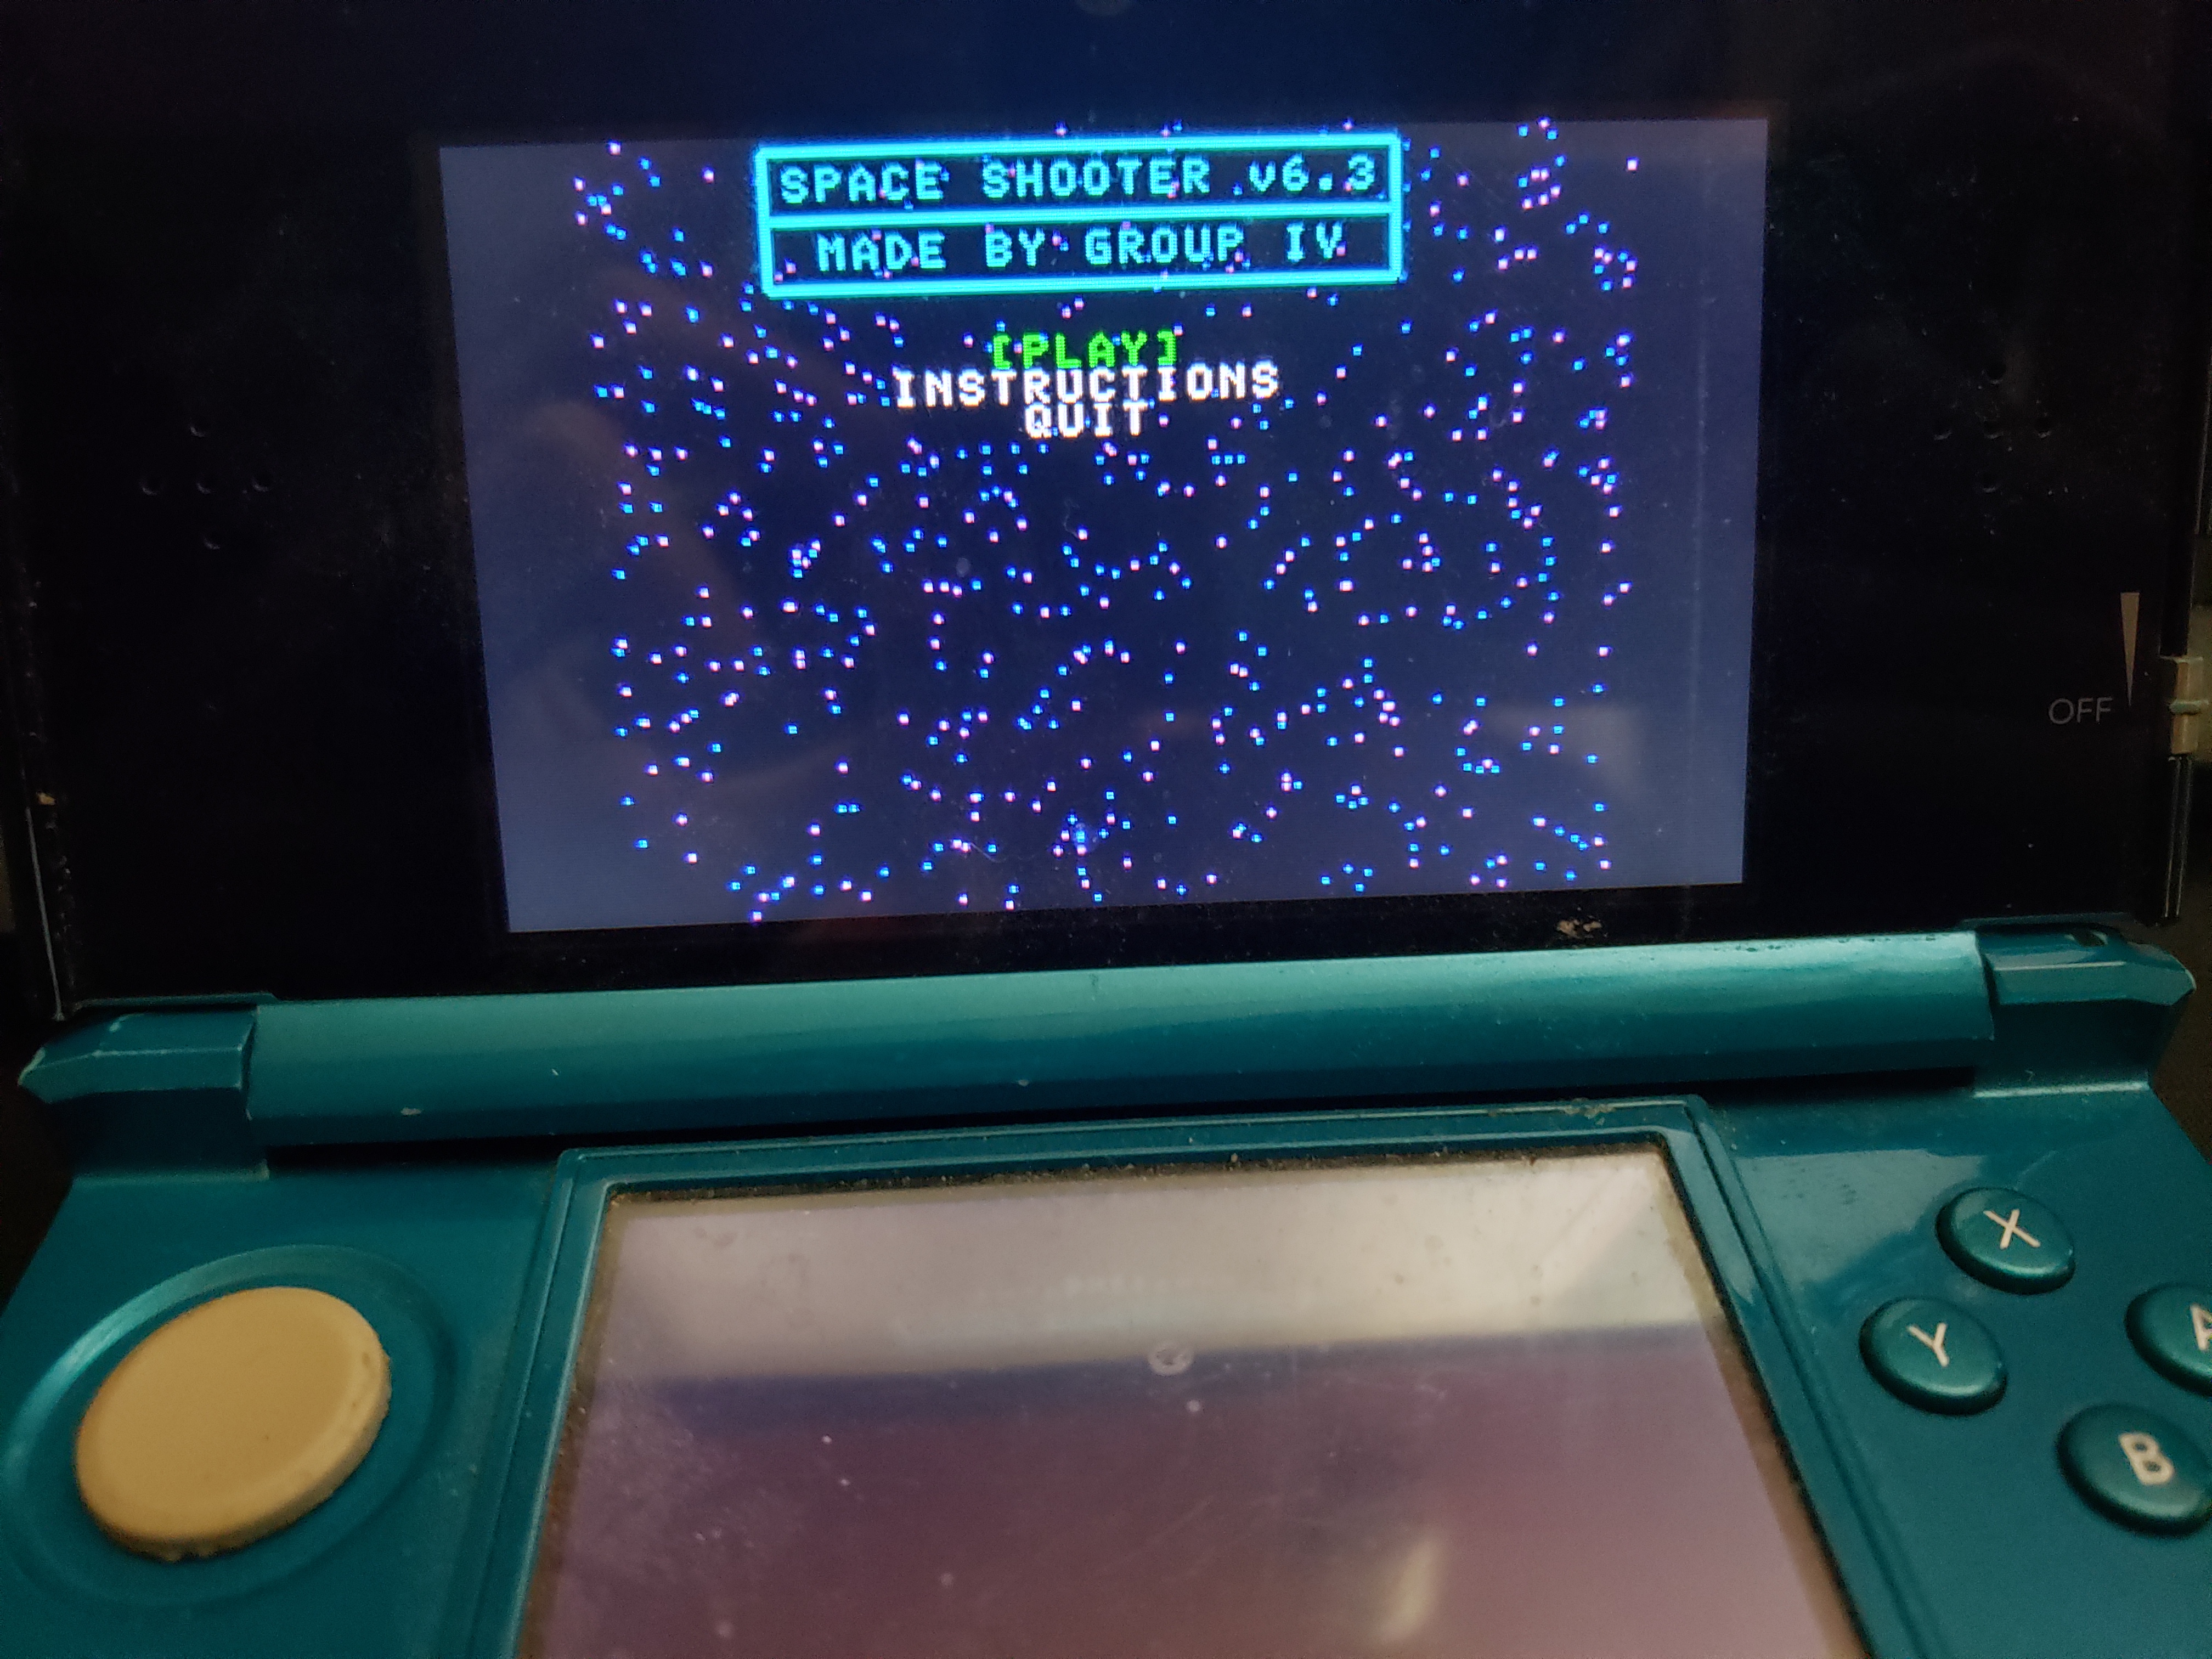 SPACE SHOOTER v6.3
MADE BY GROUP IV
[PLAY]
INSTRUCTIONS
QUIT
OFF
X
Y
A
B